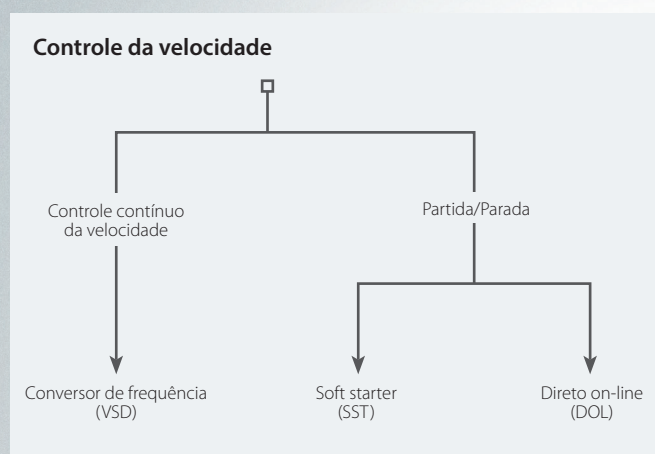 Controle da velocidade
Controle contínuo
da velocidade
Partida/Parada
Conversor de frequência
(VSD)
Soft starter
(SST)
Direto on-line
(DOL)